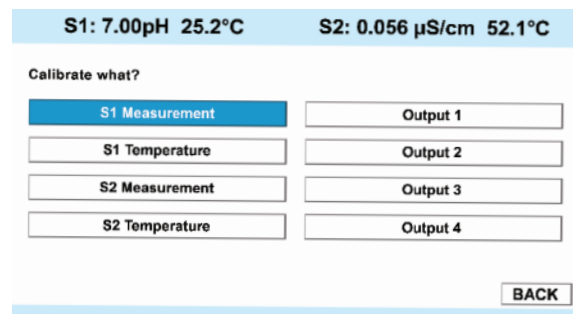 S1: 7.00pH 25.2°C S2: 0.056 µS/cm 52.1°C
Calibrate what?
S1 Measurement Output 1
S1 Temperature Output 2
S2 Measurement Output 3
S2 Temperature Output 4
BACK